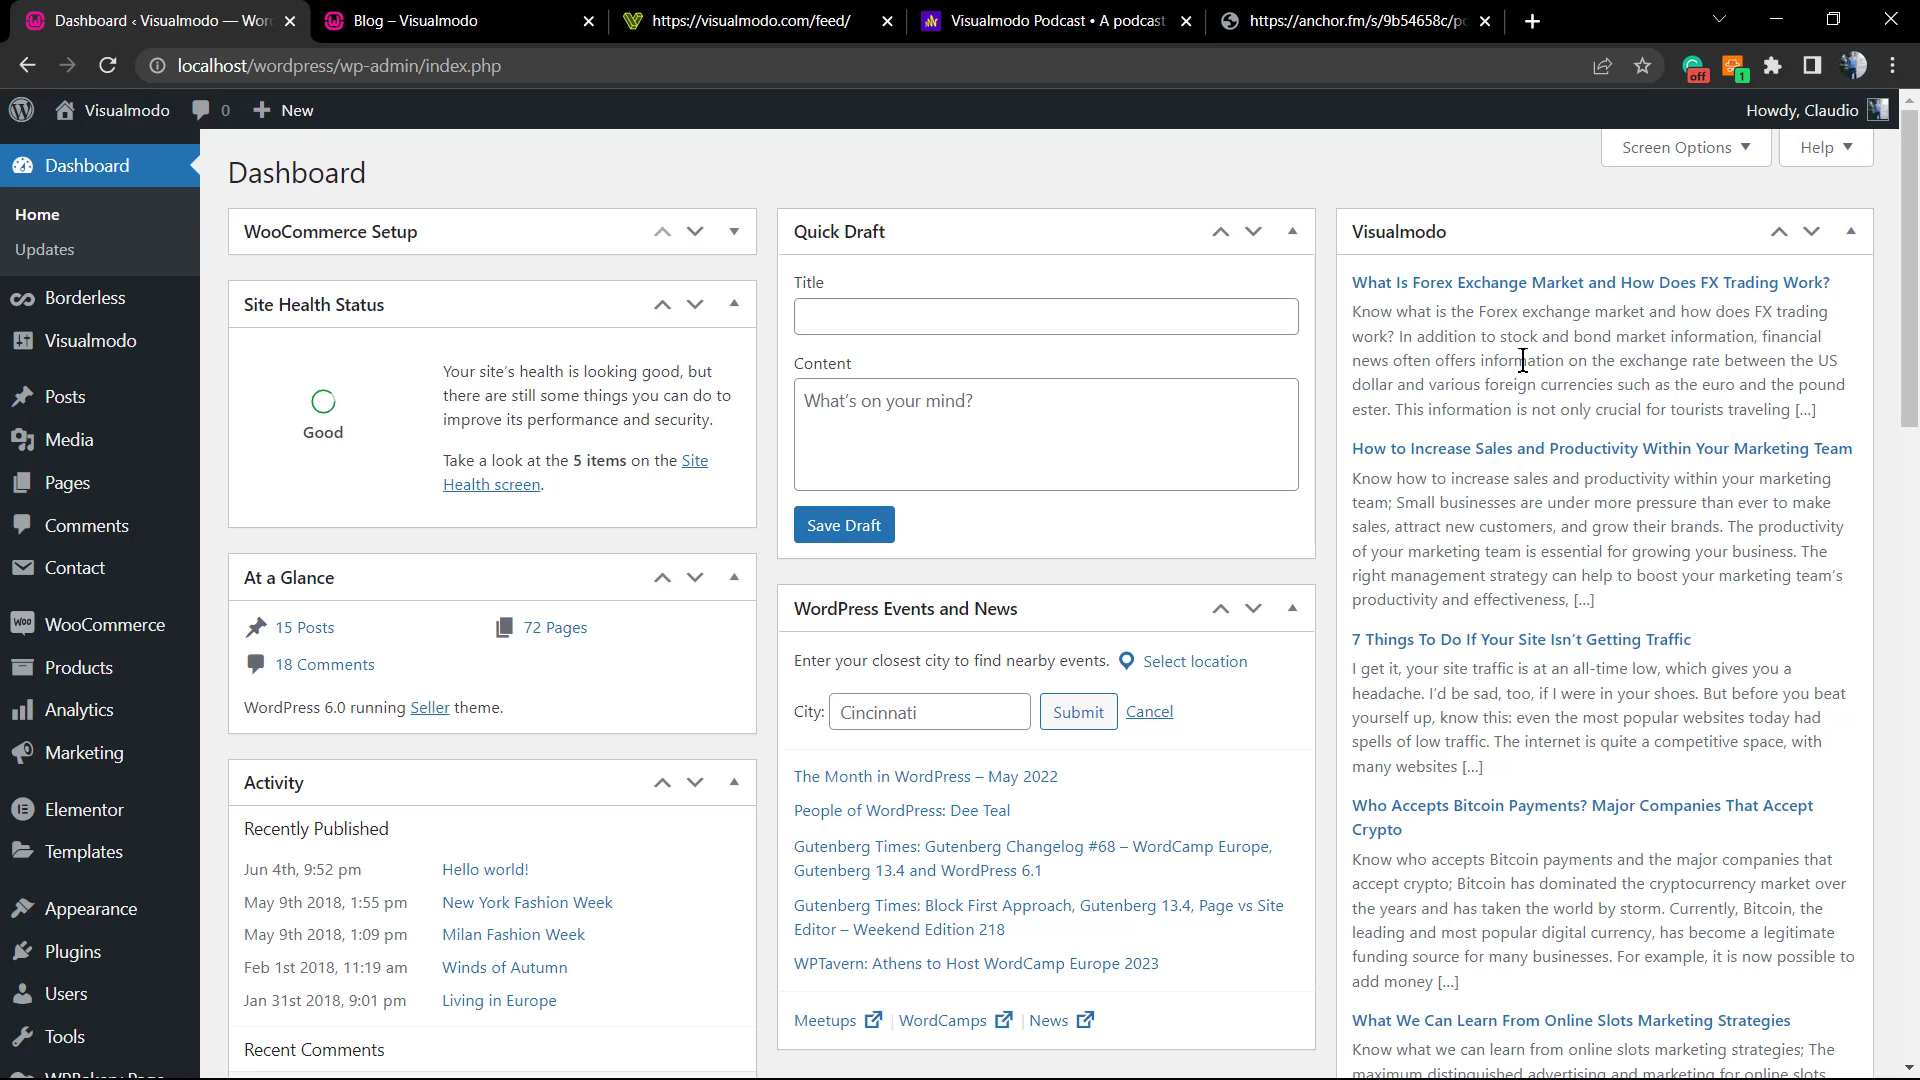 Dashboard ‹ Visualmodo — Wor
Blog – Visualmodo
https://visualmodo.com/feed/
Visualmodo Podcast • A podcast
https://anchor.fm/s/9b54658c/po
localhost/wordpress/wp-admin/index.php
off
1
Visualmodo
0
New
Howdy, Claudio
Dashboard
Home
Updates
Borderless
Visualmodo
Posts
Media
Pages
Comments
Contact
WooCommerce
Products
Analytics
Marketing
Elementor
Templates
Appearance
Plugins
Users
Tools
WPBakery Page
Dashboard
Screen Options
Help
WooCommerce Setup
Site Health Status
Good
Your site's health is looking good, but
there are still some things you can do to
improve its performance and security.
Take a look at the 5 items on the Site
Health screen.
At a Glance
15 Posts
72 Pages
18 Comments
WordPress 6.0 running Seller theme.
Activity
Recently Published
Jun 4th, 9:52 pm Hello world!
May 9th 2018, 1:55 pm New York Fashion Week
May 9th 2018, 1:09 pm Milan Fashion Week
Feb 1st 2018, 11:19 am Winds of Autumn
Jan 31st 2018, 9:01 pm Living in Europe
Recent Comments
Quick Draft
Title
Content
What's on your mind?
Save Draft
WordPress Events and News
Enter your closest city to find nearby events. Select location
City: Cincinnati Submit Cancel
The Month in WordPress – May 2022
People of WordPress: Dee Teal
Gutenberg Times: Gutenberg Changelog #68 – WordCamp Europe,
Gutenberg 13.4 and WordPress 6.1
Gutenberg Times: Block First Approach, Gutenberg 13.4, Page vs Site
Editor – Weekend Edition 218
WPTavern: Athens to Host WordCamp Europe 2023
Meetups | WordCamps | News
Visualmodo
What Is Forex Exchange Market and How Does FX Trading Work?
Know what is the Forex exchange market and how does FX trading
work? In addition to stock and bond market information, financial
news often offers information on the exchange rate between the US
dollar and various foreign currencies such as the euro and the pound
ester. This information is not only crucial for tourists traveling […]
How to Increase Sales and Productivity Within Your Marketing Team
Know how to increase sales and productivity within your marketing
team; Small businesses are under more pressure than ever to make
sales, attract new customers, and grow their brands. The productivity
of your marketing team is essential for growing your business. The
right management strategy can help to boost your marketing team's
productivity and effectiveness, […]
7 Things To Do If Your Site Isn't Getting Traffic
I get it, your site traffic is at an all-time low, which gives you a
headache. I'd be sad, too, if I were in your shoes. But before you beat
yourself up, know this: even the most popular websites today had
spells of low traffic. The internet is quite a competitive space, with
many websites […]
Who Accepts Bitcoin Payments? Major Companies That Accept
Crypto
Know who accepts Bitcoin payments and the major companies that
accept crypto; Bitcoin has dominated the cryptocurrency market over
the years and has taken the world by storm. Currently, Bitcoin, the
leading and most popular digital currency, has become a legitimate
funding source for many businesses. For example, it is now possible to
add money […]
What We Can Learn From Online Slots Marketing Strategies
Know what we can learn from online slots marketing strategies; The
maximum distinguished advertising and marketing for online slots